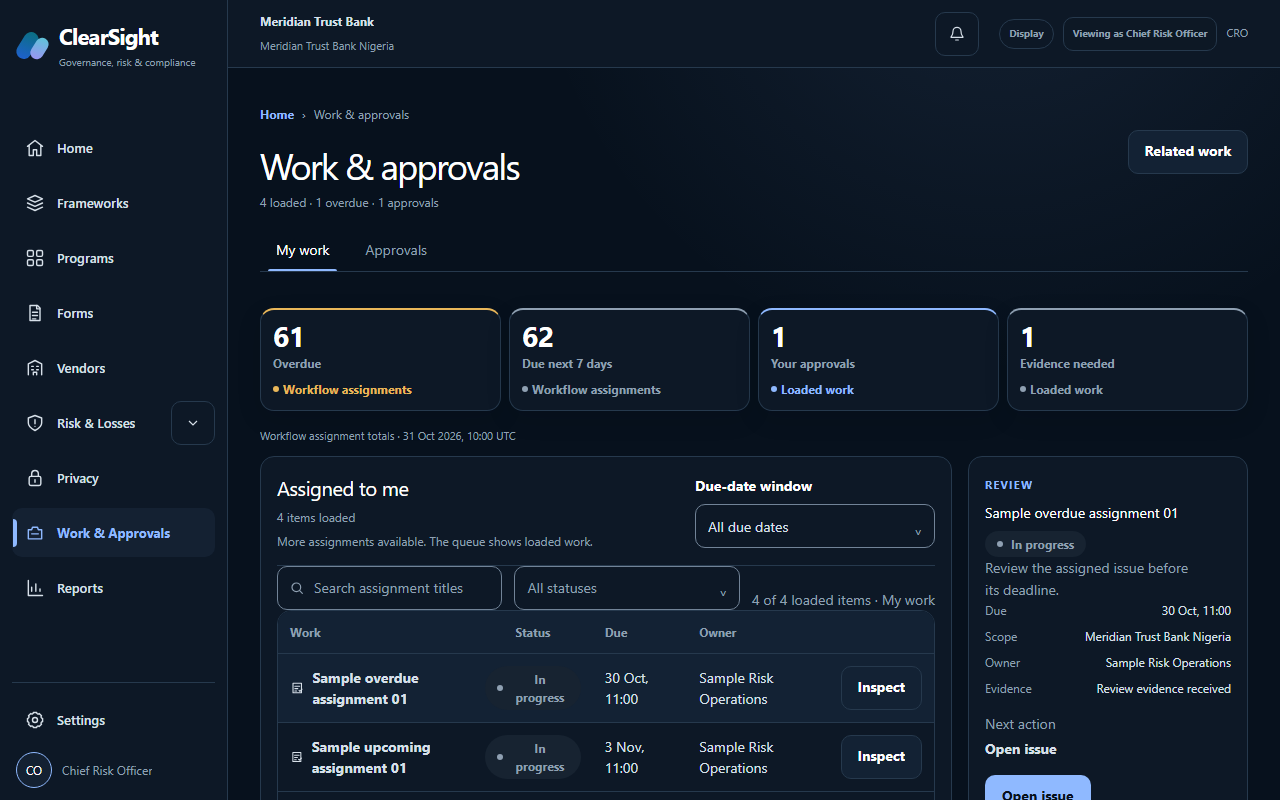 ClearSight
Governance, risk & compliance
Home
Frameworks
Programs
Forms
Vendors
Risk & Losses
Privacy
Work & Approvals
Reports
Settings
CO
Chief Risk Officer
Meridian Trust Bank
Meridian Trust Bank Nigeria
Display
Viewing as Chief Risk Officer
CRO
Home › Work & approvals
Work & approvals
4 loaded · 1 overdue · 1 approvals
Related work
My work
Approvals
61
Overdue
Workflow assignments
62
Due next 7 days
Workflow assignments
1
Your approvals
Loaded work
1
Evidence needed
Loaded work
Workflow assignment totals · 31 Oct 2026, 10:00 UTC
Assigned to me
4 items loaded
More assignments available. The queue shows loaded work.
Due-date window
All due dates
Search assignment titles
All statuses
4 of 4 loaded items · My work
Work
Status
Due
Owner
Sample overdue
assignment 01
In
progress
30 Oct,
11:00
Sample Risk
Operations
Inspect
Sample upcoming
assignment 01
In
progress
3 Nov,
11:00
Sample Risk
Operations
Inspect
REVIEW
Sample overdue assignment 01
In progress
Review the assigned issue before
its deadline.
Due 30 Oct, 11:00
Scope Meridian Trust Bank Nigeria
Owner Sample Risk Operations
Evidence Review evidence received
Next action
Open issue
Open issue